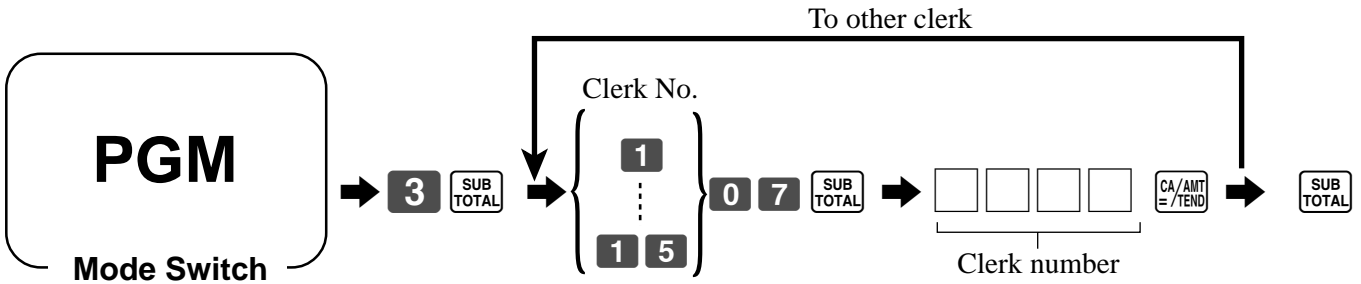 To other clerk
Clerk No.
PGM
Mode Switch
3 SUB TOTAL
1
1 5
0 7 SUB TOTAL
CA/AMT
= /TEND
SUB TOTAL
Clerk number